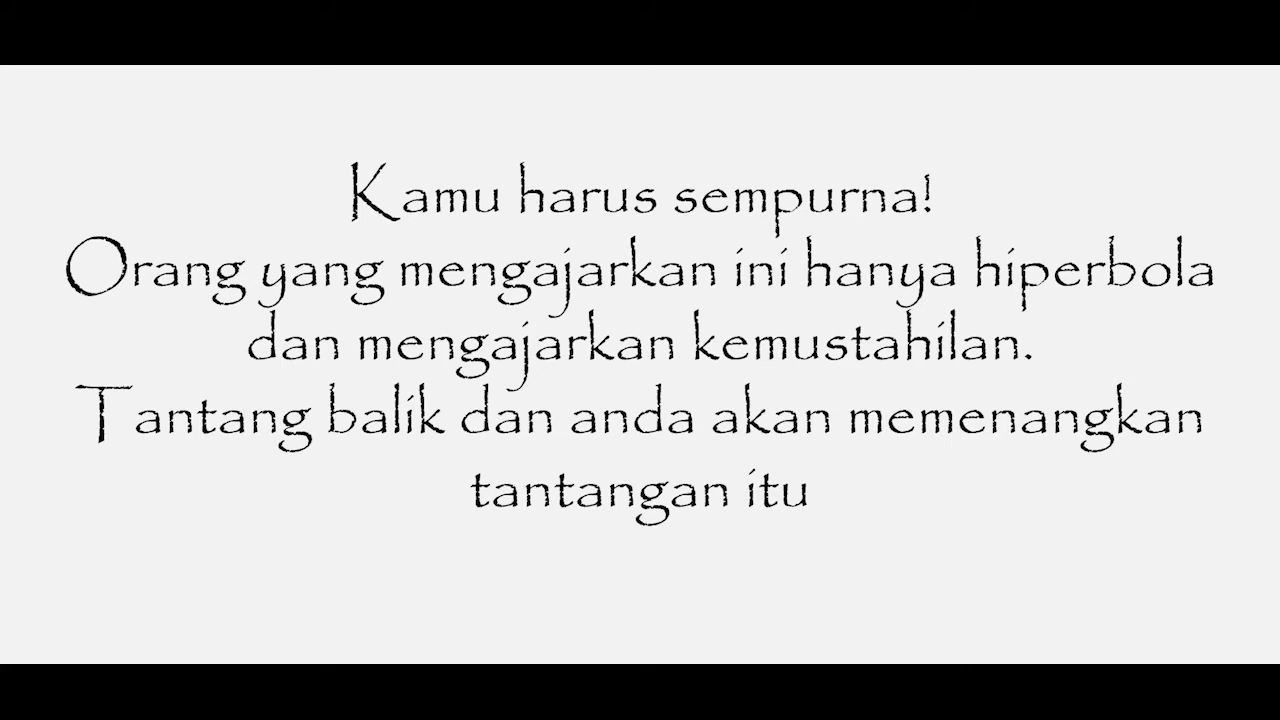 Kamu harus sempurna!
Orang yang mengajarkan ini hanya hiperbola
dan mengajarkan kemustahilan.
Tantang balik dan anda akan memenangkan
tantangan itu